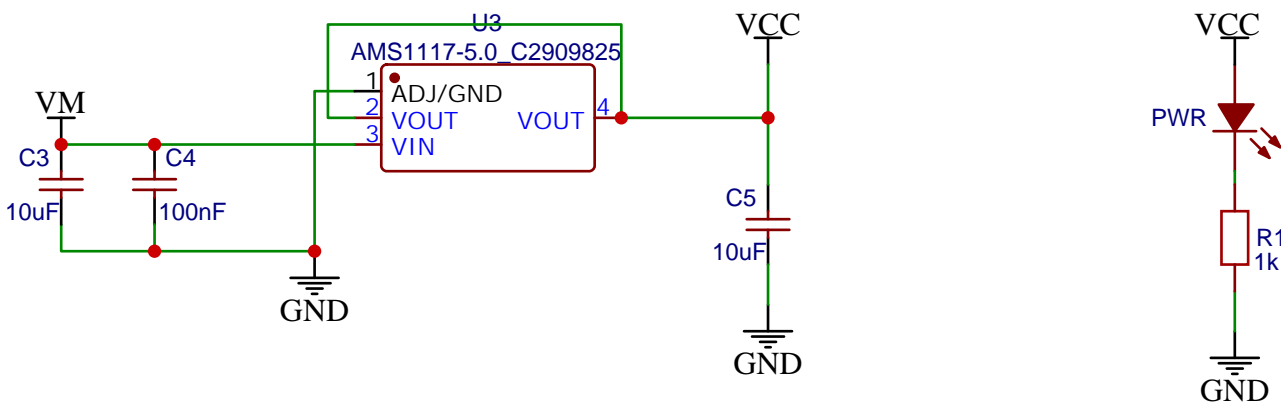 U3
AMS1117-5.0_C2909825
VCC
VCC
1
ADJ/GND
2
VOUT
VOUT
4
3
VIN
VM
C3
C4
10uF
100nF
GND
C5
10uF
GND
PWR
R1
1k
GND